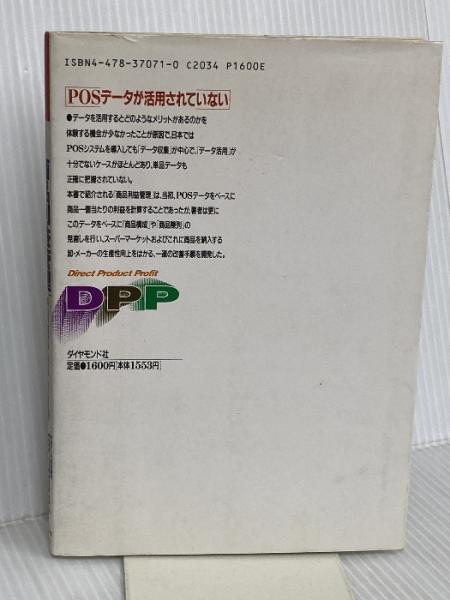 ISBN4-478-37071-0 C2034 P1600E
POSデータが活用されていない
●データを活用するとどのようなメリットがあるのかを
体験する機会が少なかったことが原因で、日本では
POSシステムを導入しても「データ収集」が中心で、「データ活用」が
十分でないケースがほとんどあり、単品データも
正確に把握されていない。
本書で紹介される「商品利益管理」は、当初、POSデータをベースに
商品一個当たりの利益を計算することであったが、著者は更に
このデータをベースに「商品構成」や「商品陳列」の
見直しを行い、スーパーマーケットおよびこれに商品を納入する
卸・メーカーの生産性向上をはかる、一連の改善手順を開発した。
Direct Product Profit
DPP
ダイヤモンド社
定価●1600円[本体1553円]